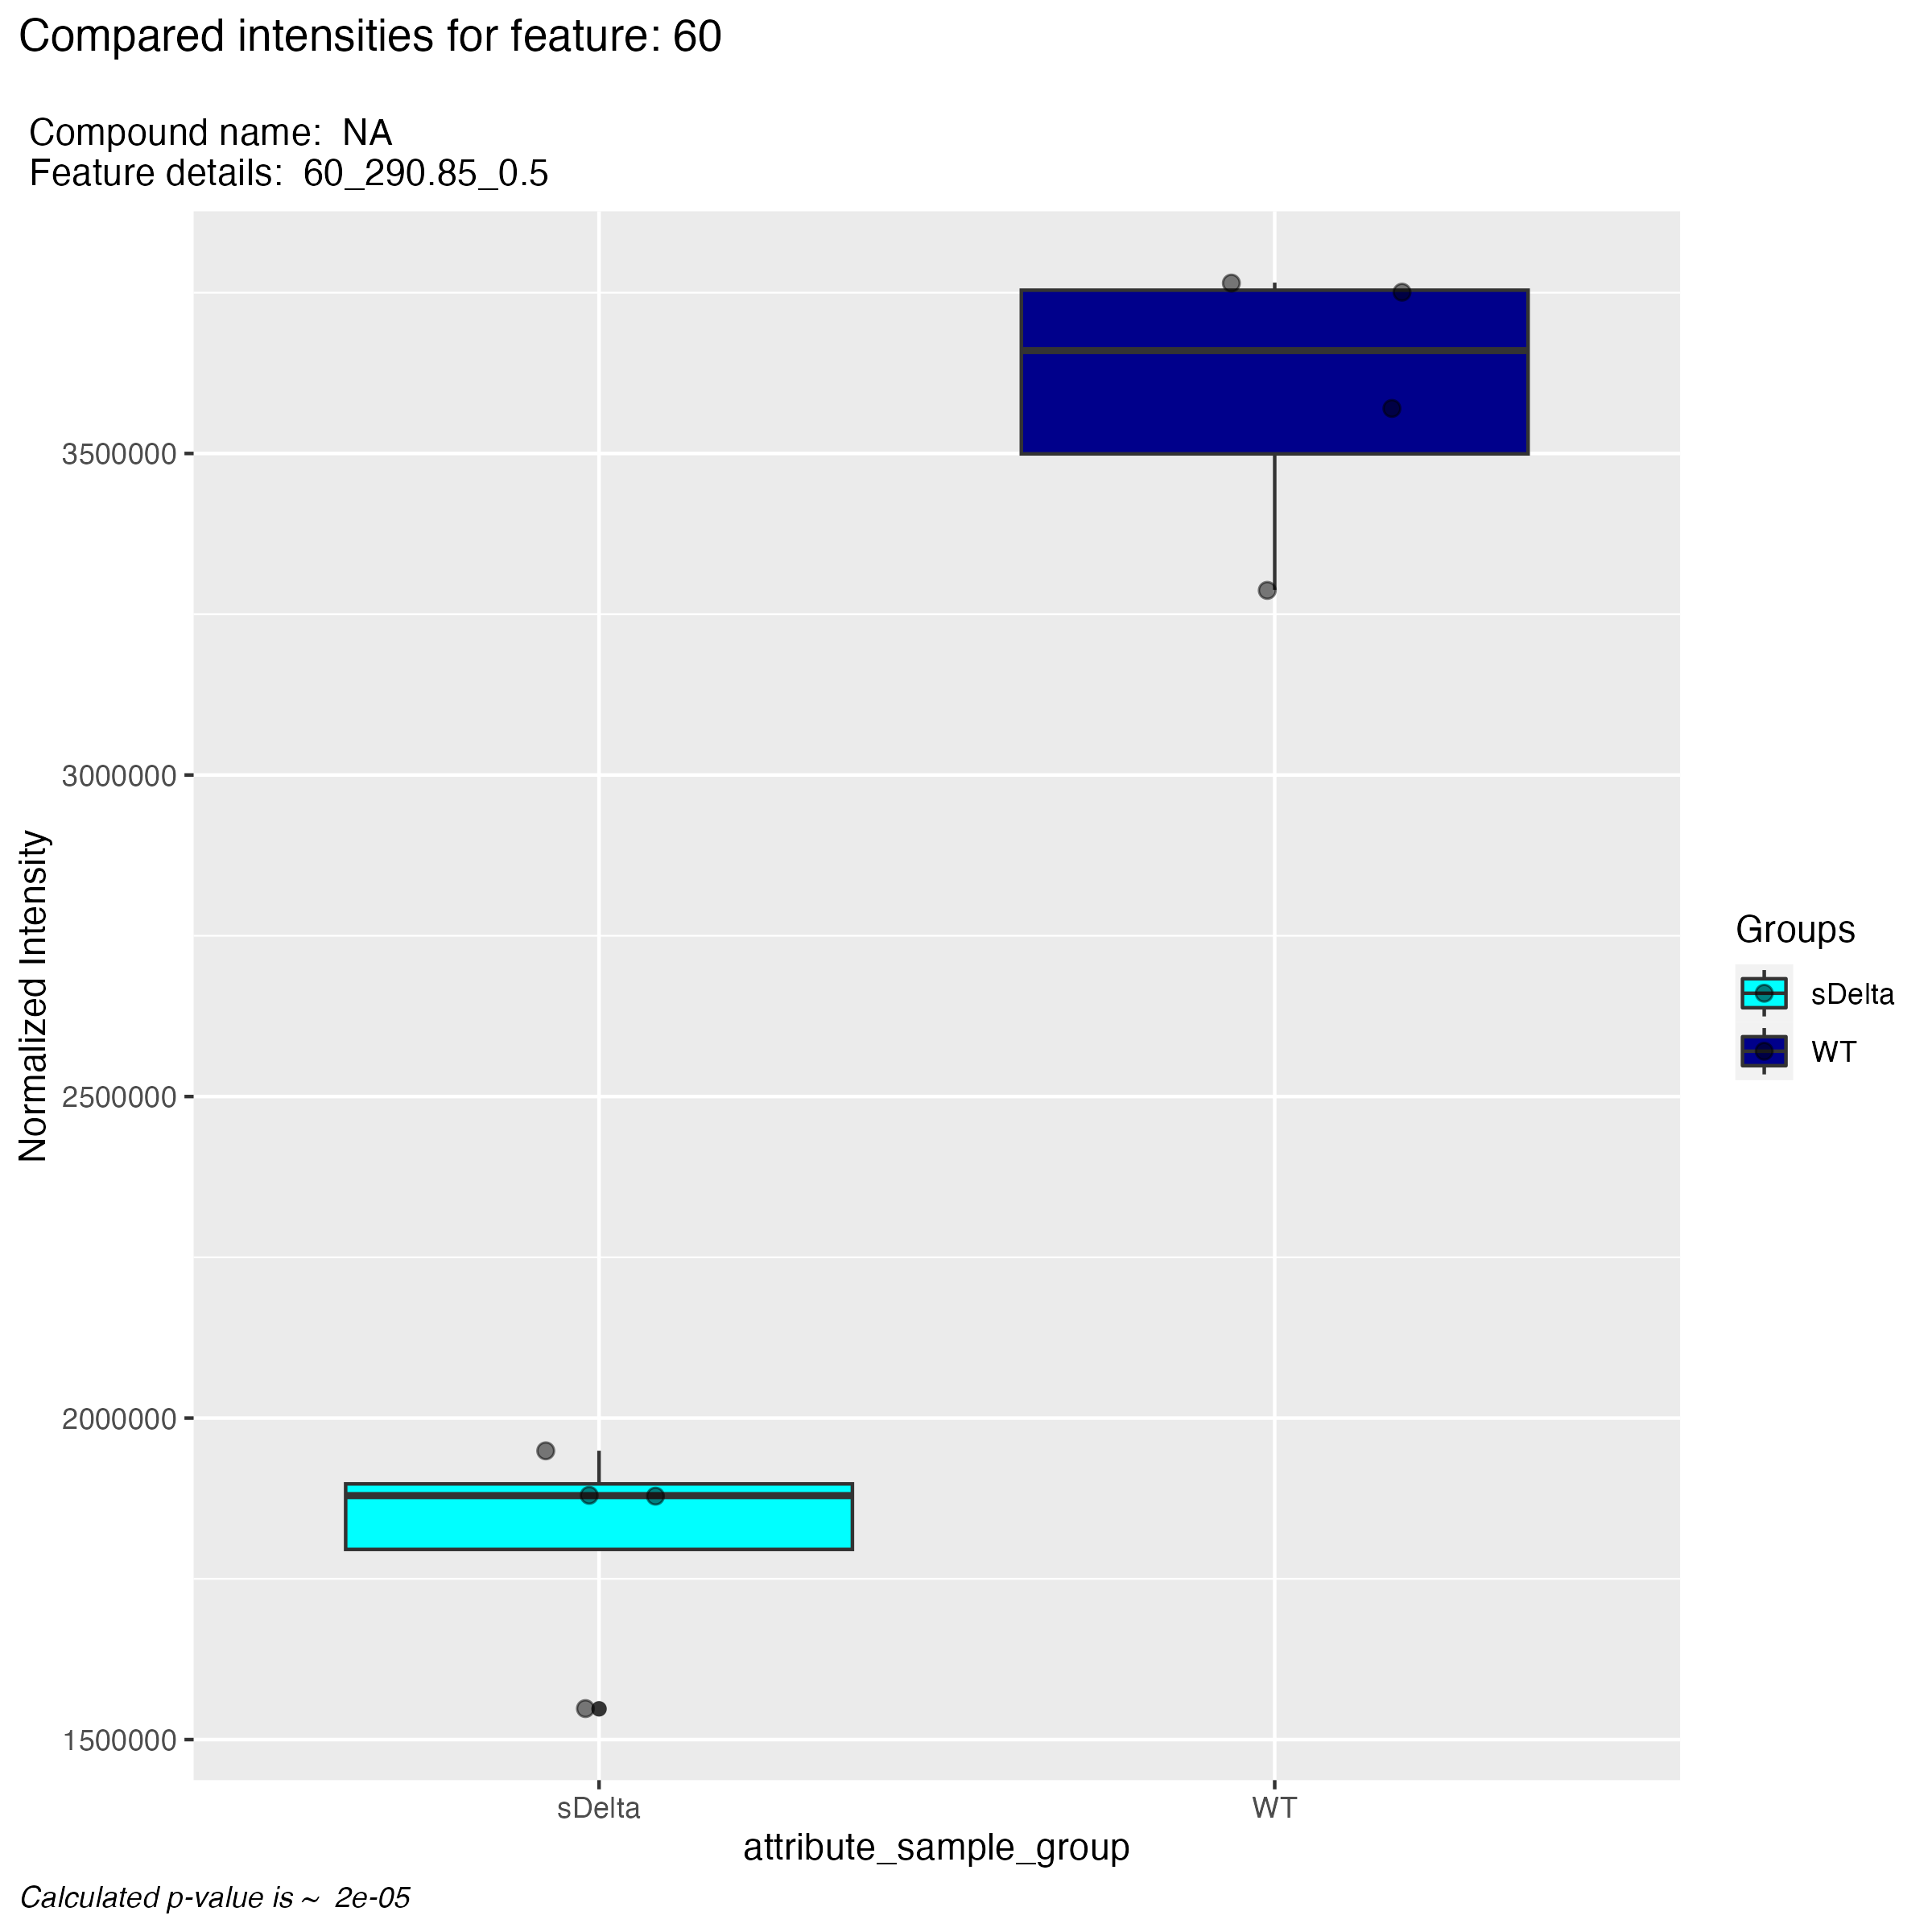 Compared intensities for feature: 60
Compound name:  NA
Feature details:  60_290.85_0.5
Normalized Intensity
3500000
3000000
2500000
2000000
1500000
sDelta
WT
attribute_sample_group
Groups
sDelta
WT
Calculated p-value is ~  2e-05